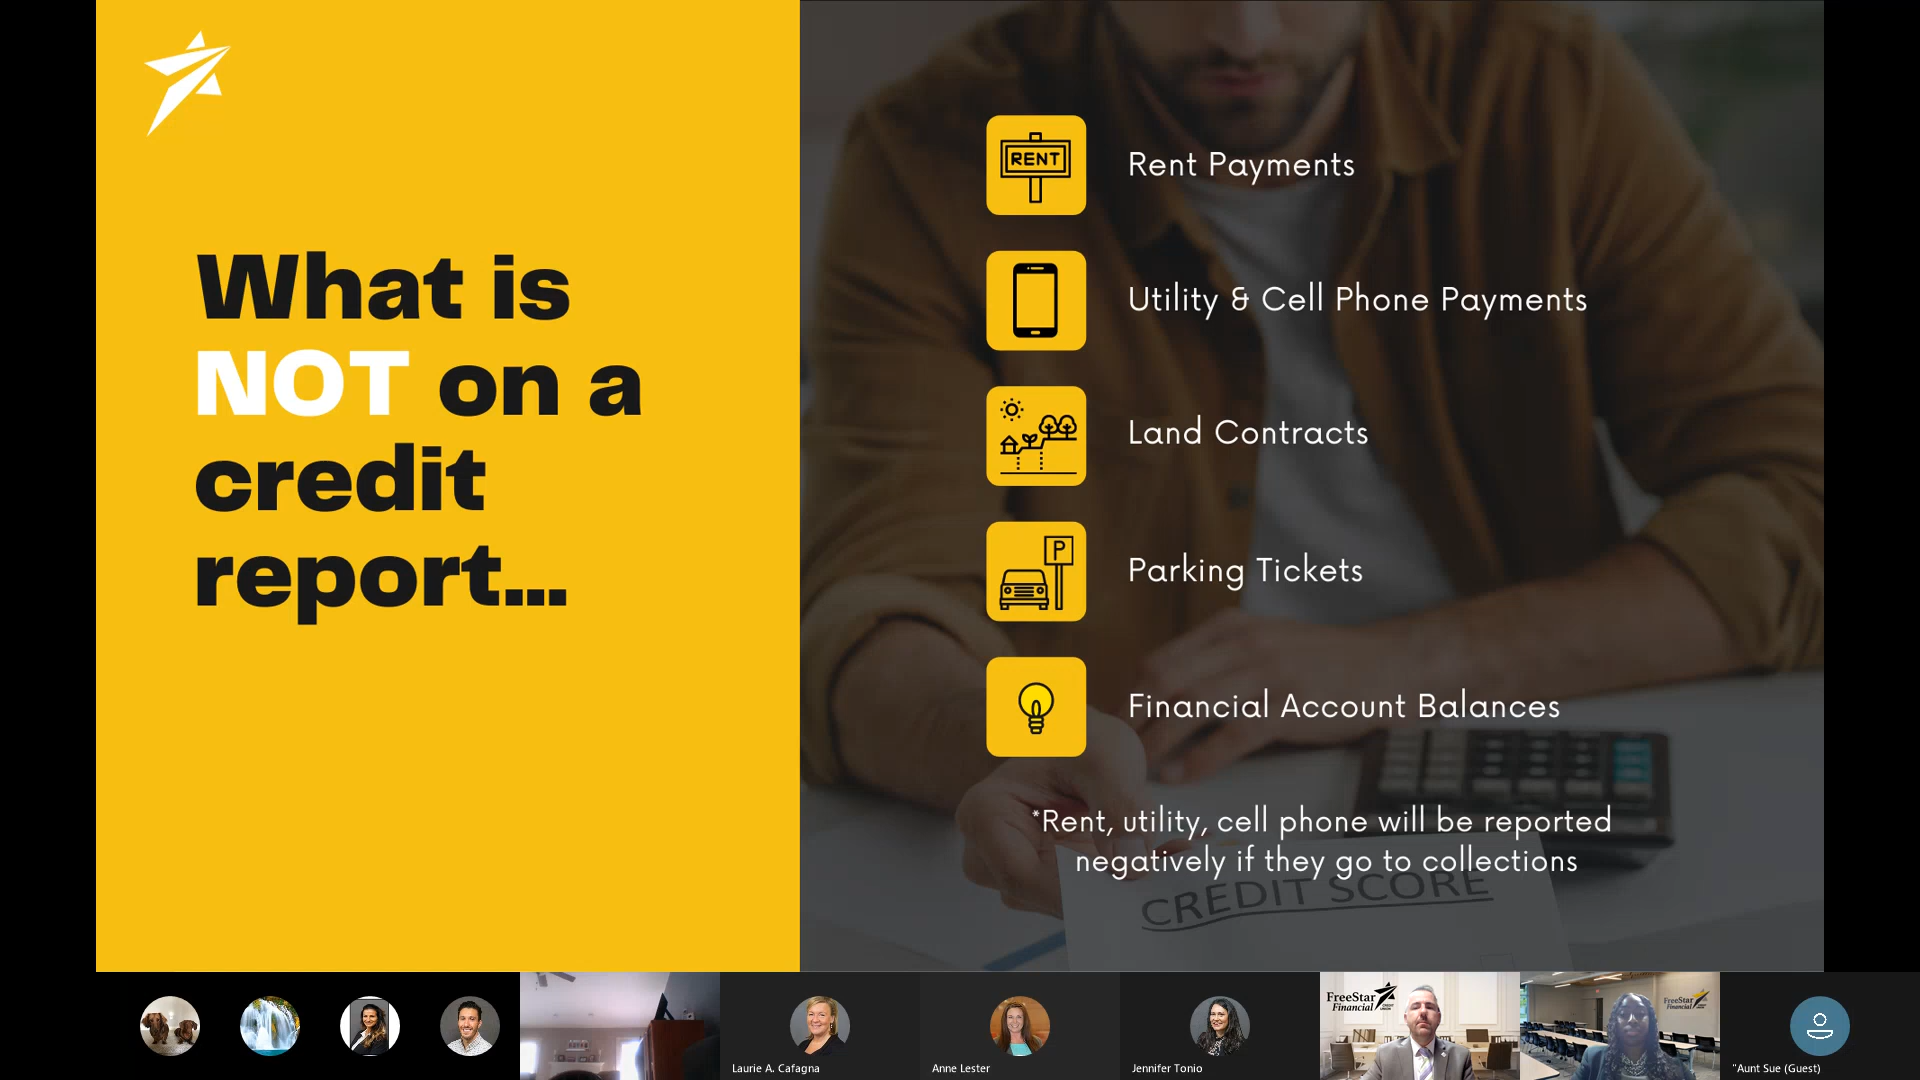 What is
NOT on a
credit
report...
RENT
Rent Payments
Utility & Cell Phone Payments
Land Contracts
P
Parking Tickets
Financial Account Balances
*Rent, utility, cell phone will be reported
negatively if they go to collections
CREDIT SCORE
Laurie A. Cafagna
Anne Lester
Jennifer Tonio
FreeStar
Financial
FreeStar
Financial
"Aunt Sue (Guest)